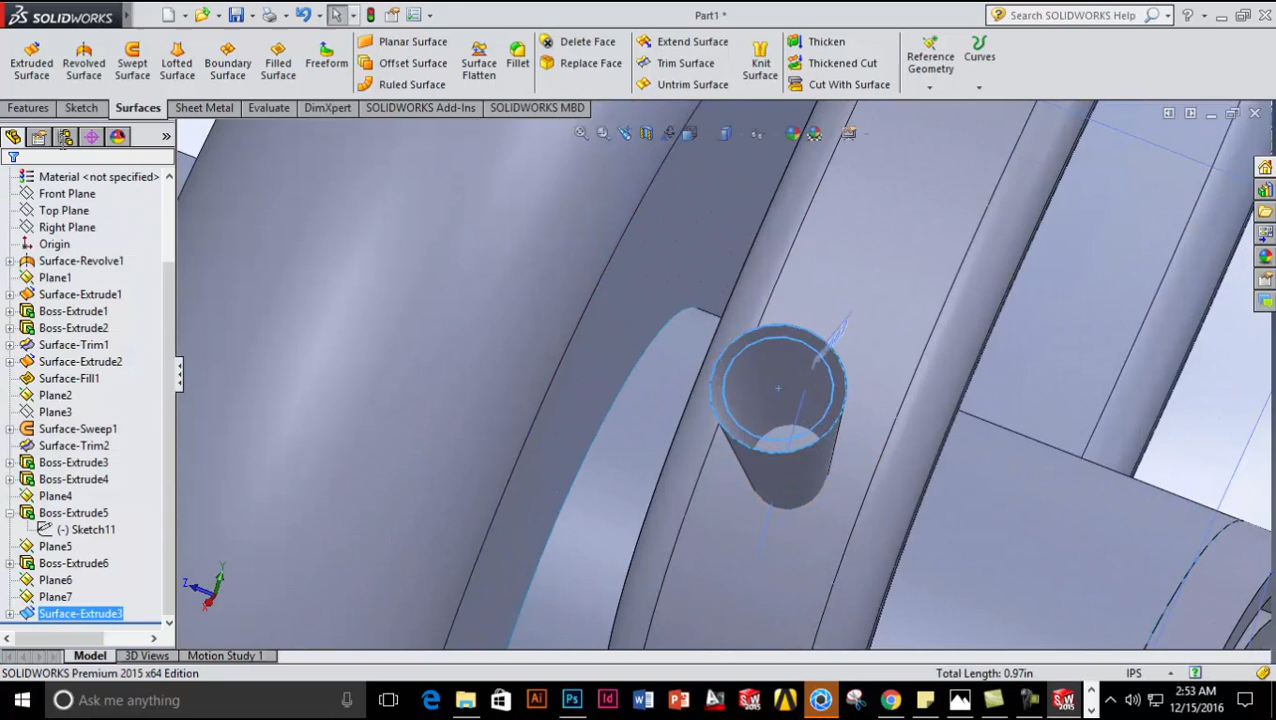 SOLIDWORKS
Part1 *
Search SOLIDWORKS Help
Extruded Surface
Revolved Surface
Swept Surface
Lofted Surface
Boundary Surface
Filled Surface
Freeform
Planar Surface
Offset Surface
Ruled Surface
Surface Flatten
Fillet
Delete Face
Replace Face
Extend Surface
Trim Surface
Untrim Surface
Knit Surface
Thicken
Thickened Cut
Cut With Surface
Reference Geometry
Curves
Features
Sketch
Surfaces
Sheet Metal
Evaluate
DimXpert
SOLIDWORKS Add-Ins
SOLIDWORKS MBD
Material <not specified>
Front Plane
Top Plane
Right Plane
Origin
Surface-Revolve1
Plane1
Surface-Extrude1
Boss-Extrude1
Boss-Extrude2
Surface-Trim1
Surface-Extrude2
Surface-Fill1
Plane2
Plane3
Surface-Sweep1
Surface-Trim2
Boss-Extrude3
Boss-Extrude4
Plane4
Boss-Extrude5
(-) Sketch11
Plane5
Boss-Extrude6
Plane6
Plane7
Surface-Extrude3
Y
Z
X
Model
3D Views
Motion Study 1
SOLIDWORKS Premium 2015 x64 Edition
Total Length: 0.97in
IPS
Ask me anything
2:53 AM
12/15/2016